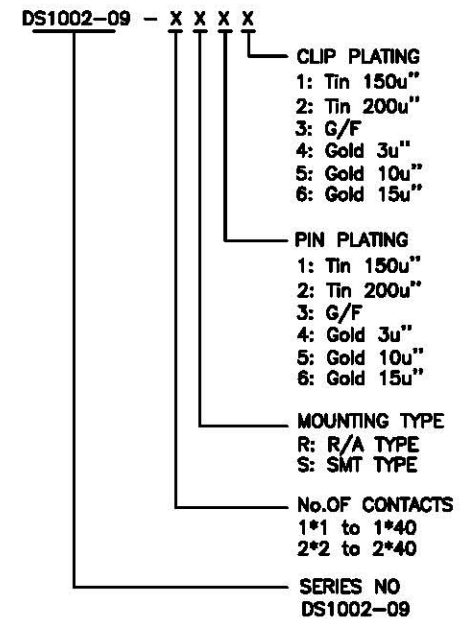 DS1002-09 - X X X X
CLIP PLATING
1: Tin 150u"
2: Tin 200u"
3: G/F
4: Gold 3u"
5: Gold 10u"
6: Gold 15u"
PIN PLATING
1: Tin 150u"
2: Tin 200u"
3: G/F
4: Gold 3u"
5: Gold 10u"
6: Gold 15u"
MOUNTING TYPE
R: R/A TYPE
S: SMT TYPE
No.OF CONTACTS
1*1 to 1*40
2*2 to 2*40
SERIES NO
DS1002-09